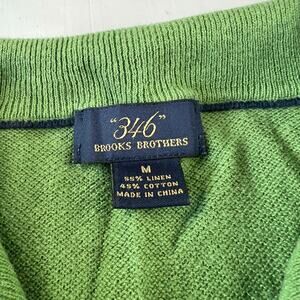 "346"
BROOKS BROTHERS
M
55% LINEN
45% COTTON
MADE IN CHINA